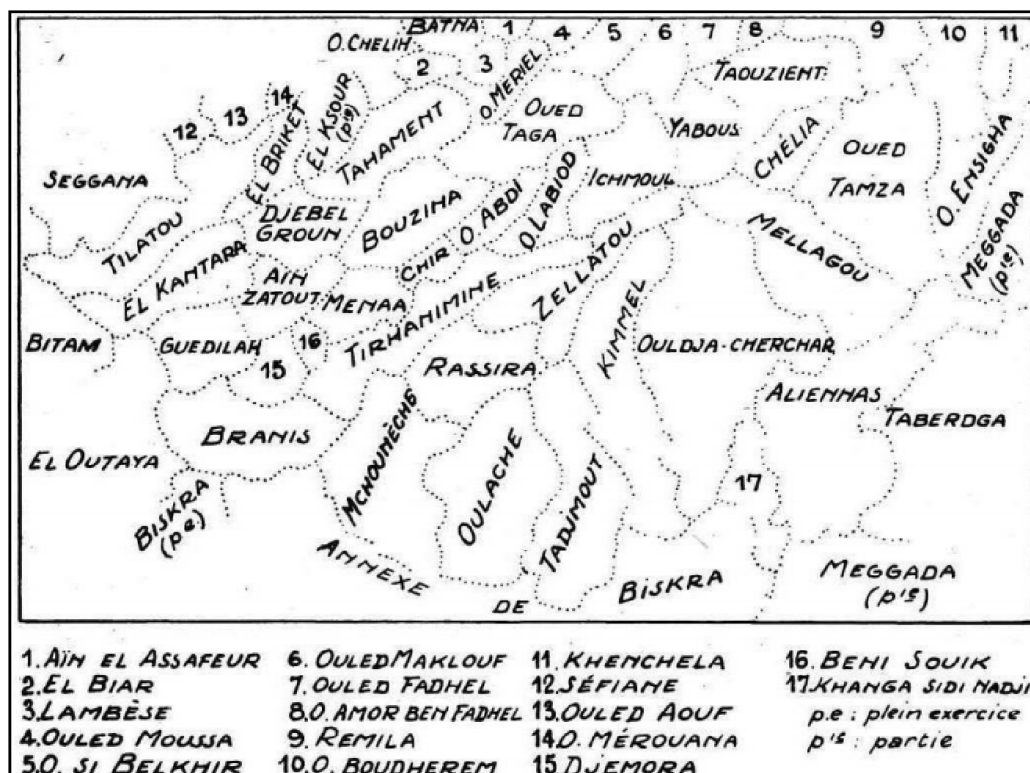 BATNA 1 4 5 6 7 8 9 10 11
O.CHELIH
2 3
O MERIEL
TAOUZIENT
12 13 14
EL BRIKET
EL KSOUR
(p^ie)
TAHAMENT
OUED
TAGA
YABOUS
CHÉLIA
OUED
TAMZA
O. ENSIGHA
MEGGADA
(p^ie)
SEGGANA
TILATOU
EL KANTARA
DJEBEL
GROUN
BOUZINA
CHIR
O ABDI
O. LABIOD
ICHMOUL
MELLAGOU
AÏN
ZATOUT
MENAA
TIRHANIMINE
ZELLATOU
KIMMEL
BITAM
GUEDILAH
15 16
RASSIRA
OULDJA-CHERCHAR
ALIENNAS
TABERDGA
BRANIS
EL OUTAYA
BISKRA
(p.e.)
MCHOUNÈCHE
OULACHE
TADJMOUT
17
ANNEXE DE BISKRA
MEGGADA
(p^ie)
1. AÏN EL ASSAFEUR 6. OULED MAKLOUF 11. KHENCHELA 16. BENI SOUIK
2. EL BIAR 7. OULED FADHEL 12 SÉFIANE 17. KHANGA SIDI NADJI
3. LAMBÈSE 8.O. AMOR BEN FADHEL 13. OULED AOUF p.e : plein exercice
4. OULED MOUSSA 9. REMILA 14 O. MÉROUANA p^ie : partie
5.O. SI BELKHIR 10.O. BOUDHEREM 15 DJEMORA